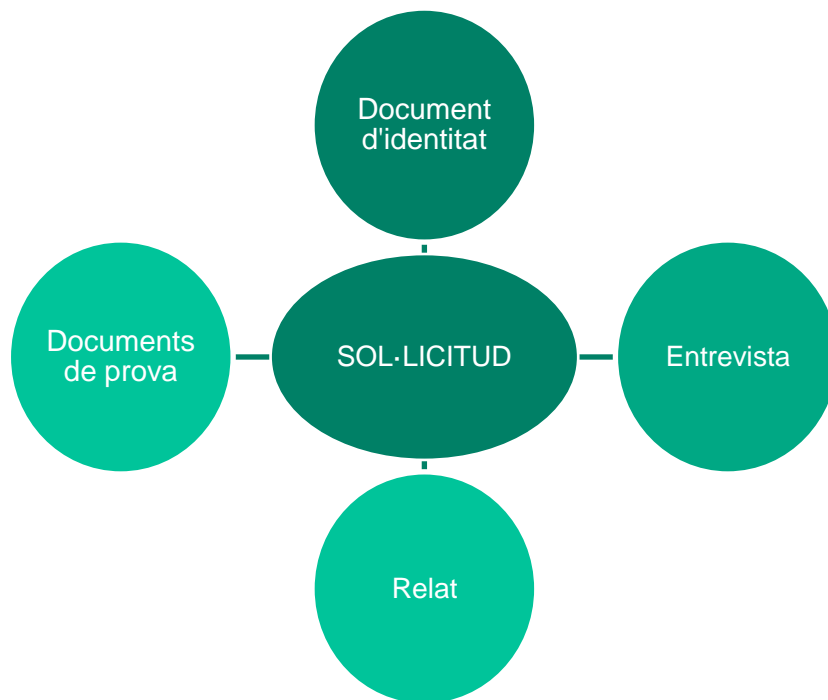 Document
d'identitat
Documents
de prova
SOL·LICITUD
Entrevista
Relat